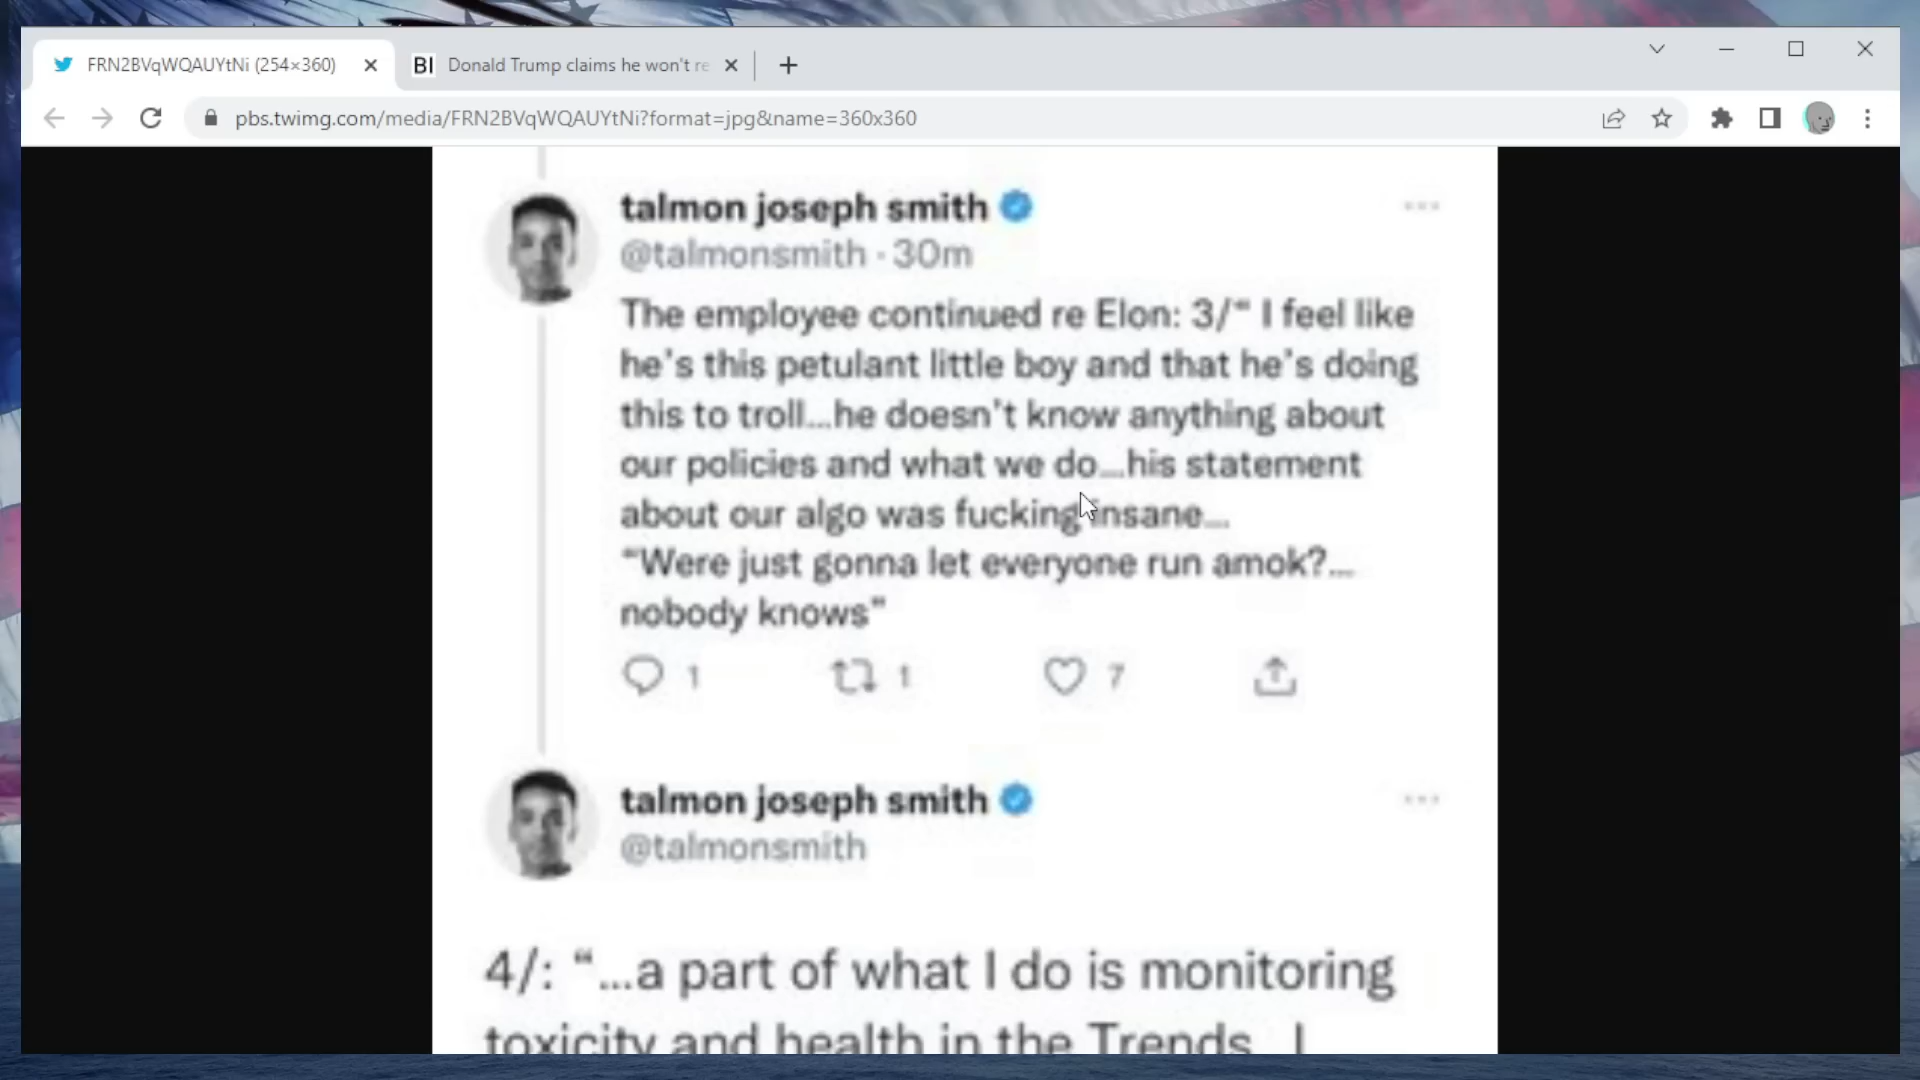 FRN2BVqWQAUYtNi (254×360)
BI Donald Trump claims he won't re
pbs.twimg.com/media/FRN2BVqWQAUYtNi?format=jpg&name=360x360
talmon joseph smith
@talmonsmith · 30m
The employee continued re Elon: 3/“ I feel like
he's this petulant little boy and that he's doing
this to troll...he doesn't know anything about
our policies and what we do...his statement
about our algo was fucking insane...
“Were just gonna let everyone run amok?...
nobody knows”
1 1 7
talmon joseph smith
@talmonsmith
4/: “...a part of what I do is monitoring
toxicity and health in the Trends...I